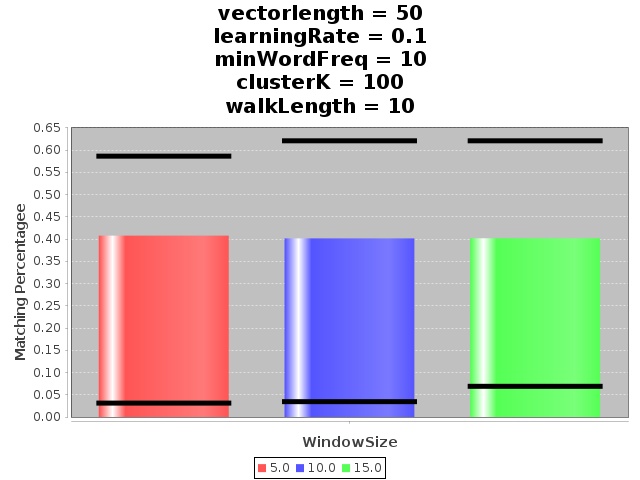 vectorlength = 50
learningRate = 0.1
minWordFreq = 10
clusterK = 100
walkLength = 10
0.65
0.60
0.55
0.50
0.45
0.40
0.35
0.30
0.25
0.20
0.15
0.10
0.05
0.00
Matching Percentagee
WindowSize
5.0 10.0 15.0